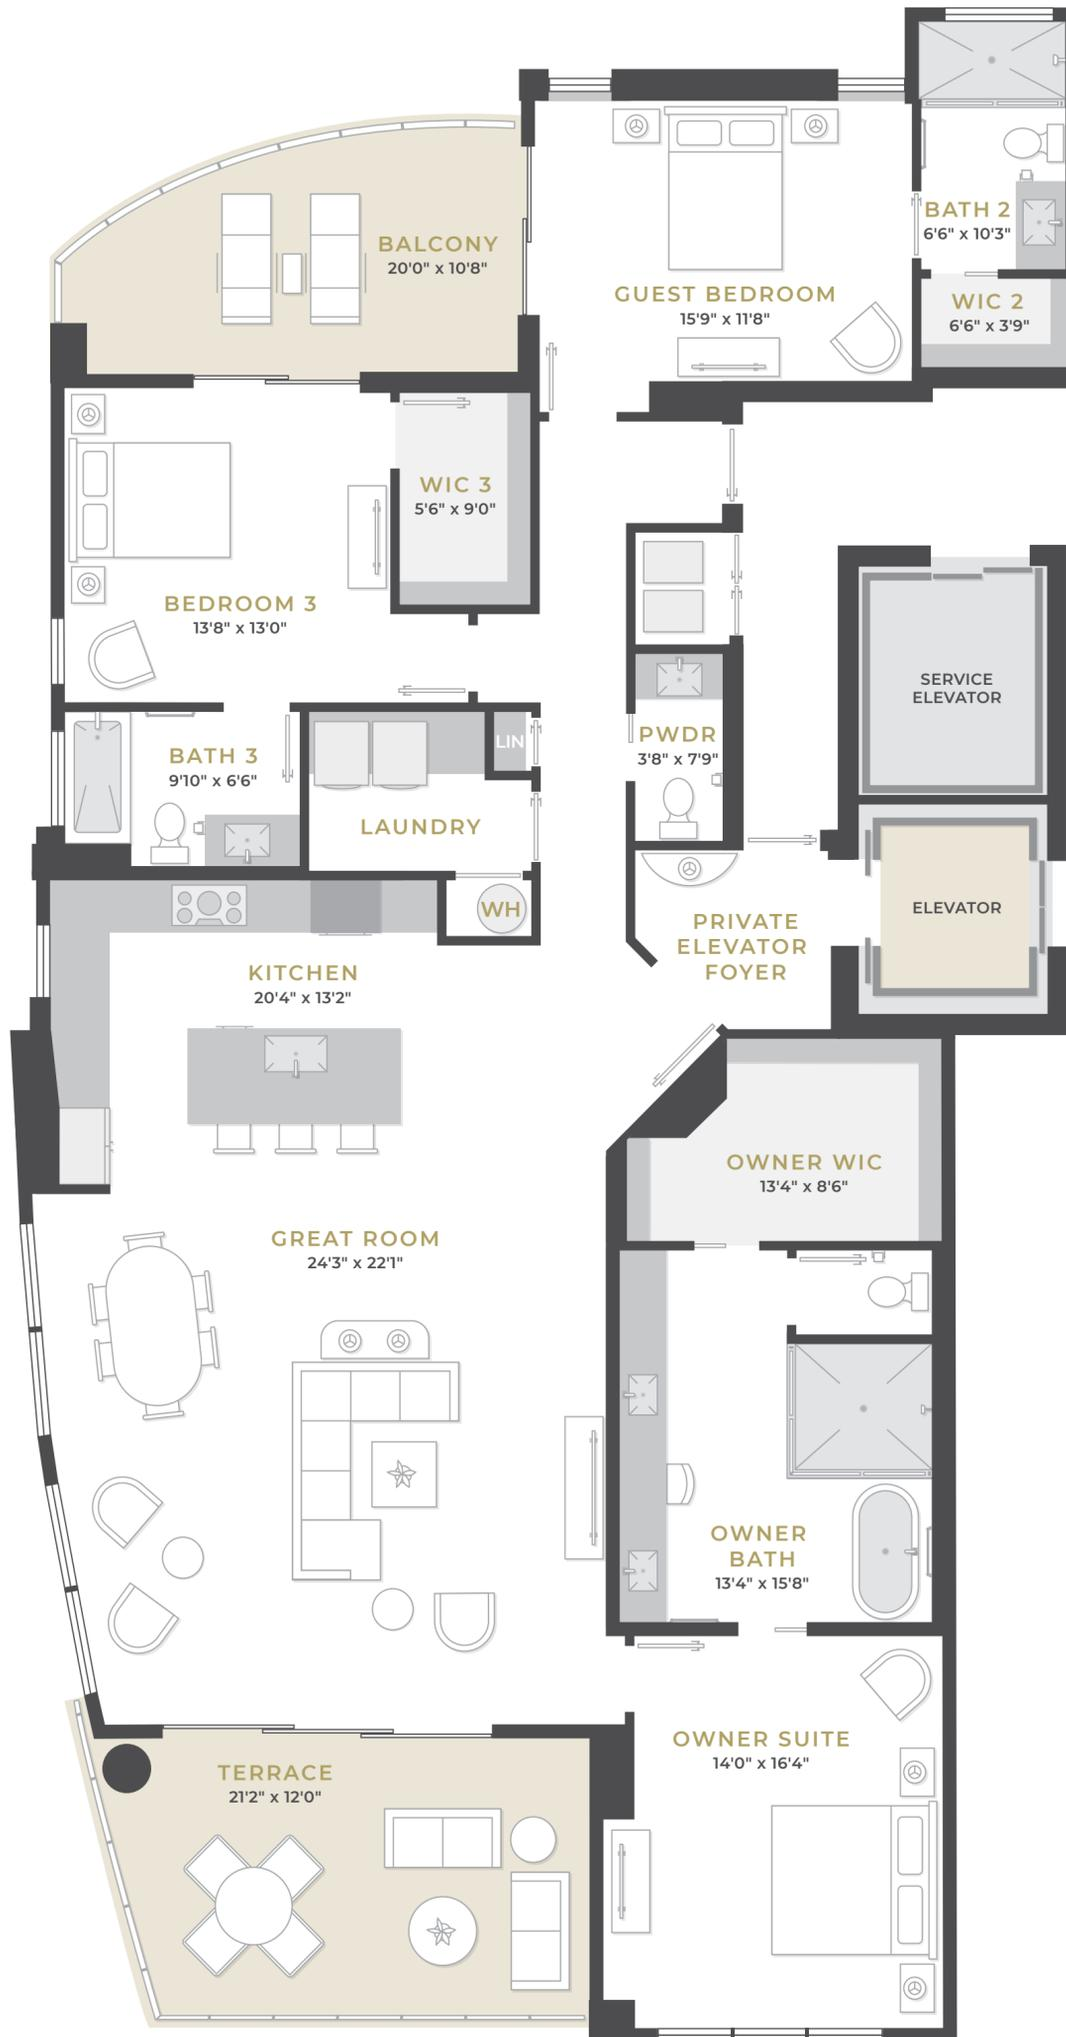 BATH 2
6'6" x 10'3"
BALCONY
20'0" x 10'8"
GUEST BEDROOM
15'9" x 11'8"
WIC 2
6'6" x 3'9"
WIC 3
5'6" x 9'0"
BEDROOM 3
13'8" x 13'0"
SERVICE
ELEVATOR
PWDR
3'8" x 7'9"
LIN
BATH 3
9'10" x 6'6"
LAUNDRY
WH
ELEVATOR
PRIVATE
ELEVATOR
FOYER
KITCHEN
20'4" x 13'2"
OWNER WIC
13'4" x 8'6"
GREAT ROOM
24'3" x 22'1"
OWNER
BATH
13'4" x 15'8"
OWNER SUITE
14'0" x 16'4"
TERRACE
21'2" x 12'0"